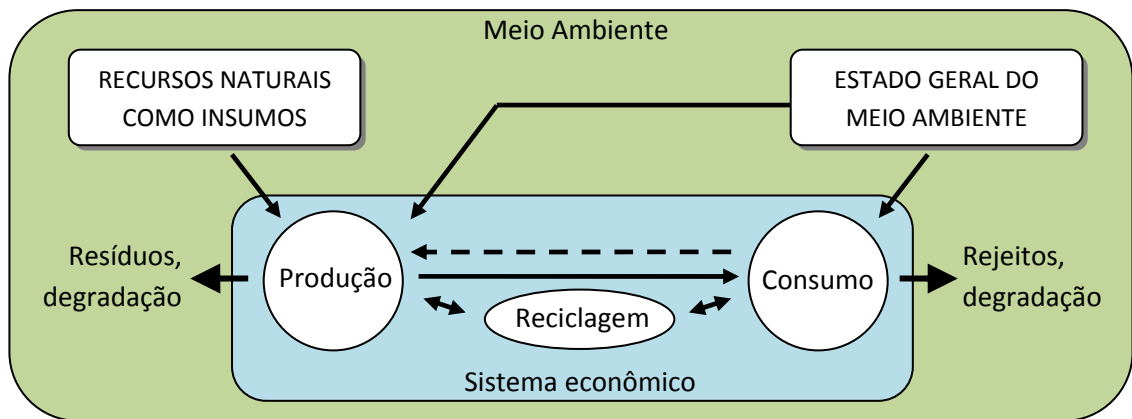 Meio Ambiente
RECURSOS NATURAIS
COMO INSUMOS
ESTADO GERAL DO
MEIO AMBIENTE
Resíduos,
degradação
Produção
Consumo
Rejeitos,
degradação
Reciclagem
Sistema econômico